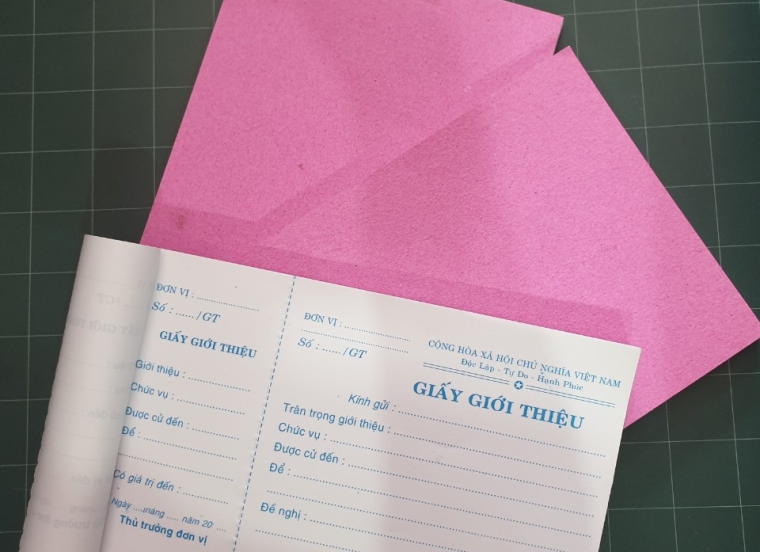 ĐƠN VỊ : ..........................
Số : ...... /GT
GIẤY GIỚI THIỆU
Giới thiệu : ..........................
Chức vụ : ..........................
Được cử đến : ..........................
Để : ..........................
Có giá trị đến : ..........................
Ngày ..... tháng ..... năm 20 ....
Thủ trưởng đơn vị
ĐƠN VỊ : ..........................
Số : ...... /GT
CỘNG HÒA XÃ HỘI CHỦ NGHĨA VIỆT NAM
Độc Lập - Tự Do - Hạnh Phúc
GIẤY GIỚI THIỆU
Kính gửi : ..........................
Trân trọng giới thiệu : ..........................
Chức vụ : ..........................
Được cử đến : ..........................
Để : ..........................
Đề nghị : ..........................